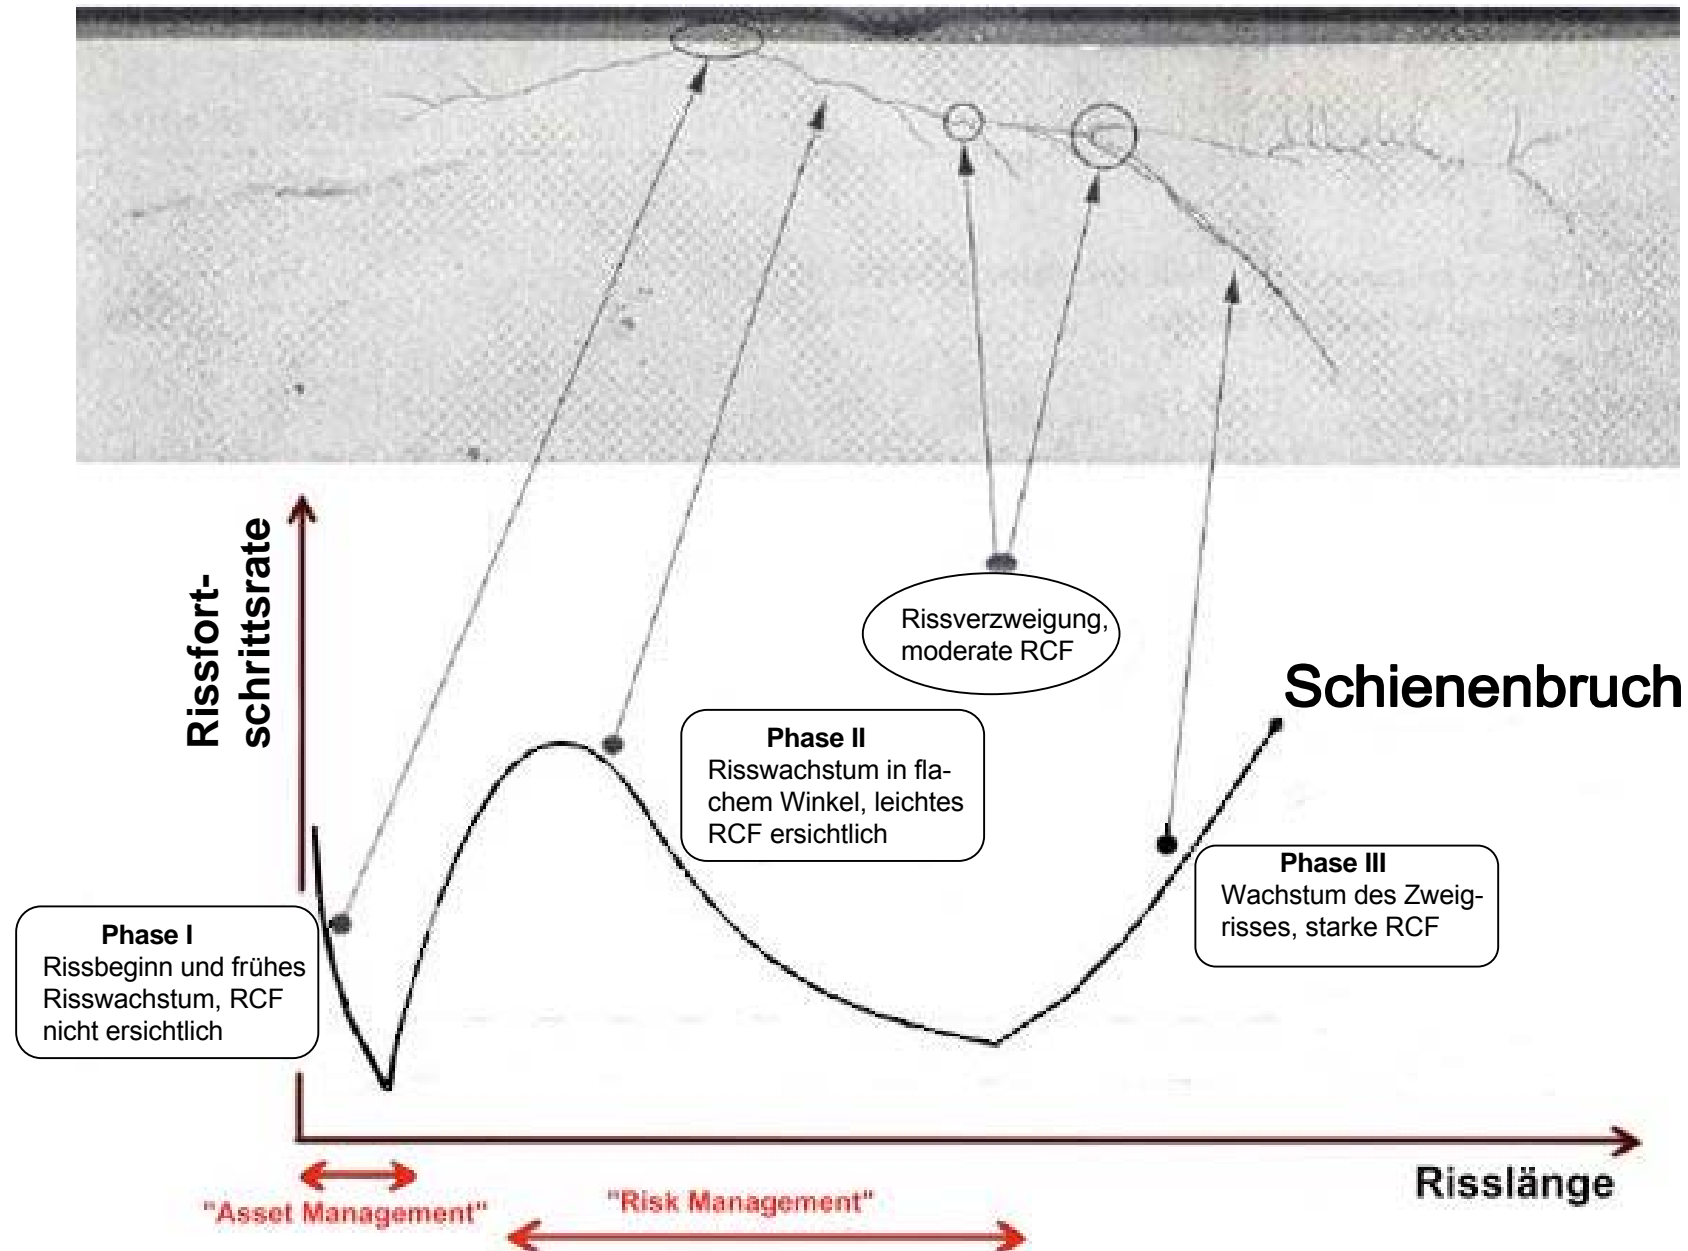 Rissfort-
schrittsrate
Rissverzweigung,
moderate RCF
Schienenbruch
Phase II
Risswachstum in fla-
chem Winkel, leichtes
RCF ersichtlich
Phase III
Wachstum des Zweig-
risses, starke RCF
Phase I
Rissbeginn und frühes
Risswachstum, RCF
nicht ersichtlich
Risslänge
"Asset Management"
"Risk Management"